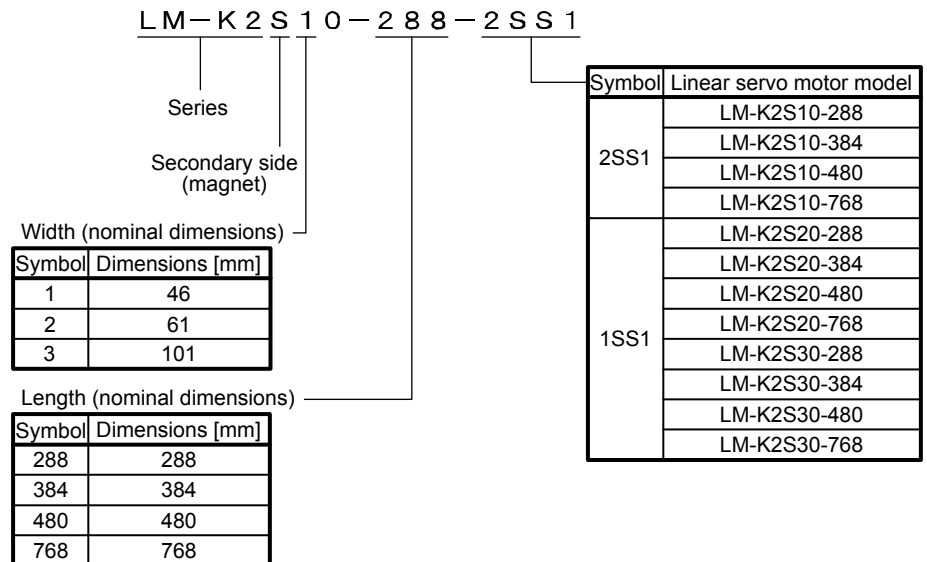 LM-K2S10-288-2SS1
Series
Secondary side
(magnet)
Width (nominal dimensions)
Symbol Dimensions [mm]
1 46
2 61
3 101
Length (nominal dimensions)
Symbol Dimensions [mm]
288 288
384 384
480 480
768 768
Symbol Linear servo motor model
2SS1
LM-K2S10-288
LM-K2S10-384
LM-K2S10-480
LM-K2S10-768
1SS1
LM-K2S20-288
LM-K2S20-384
LM-K2S20-480
LM-K2S20-768
LM-K2S30-288
LM-K2S30-384
LM-K2S30-480
LM-K2S30-768